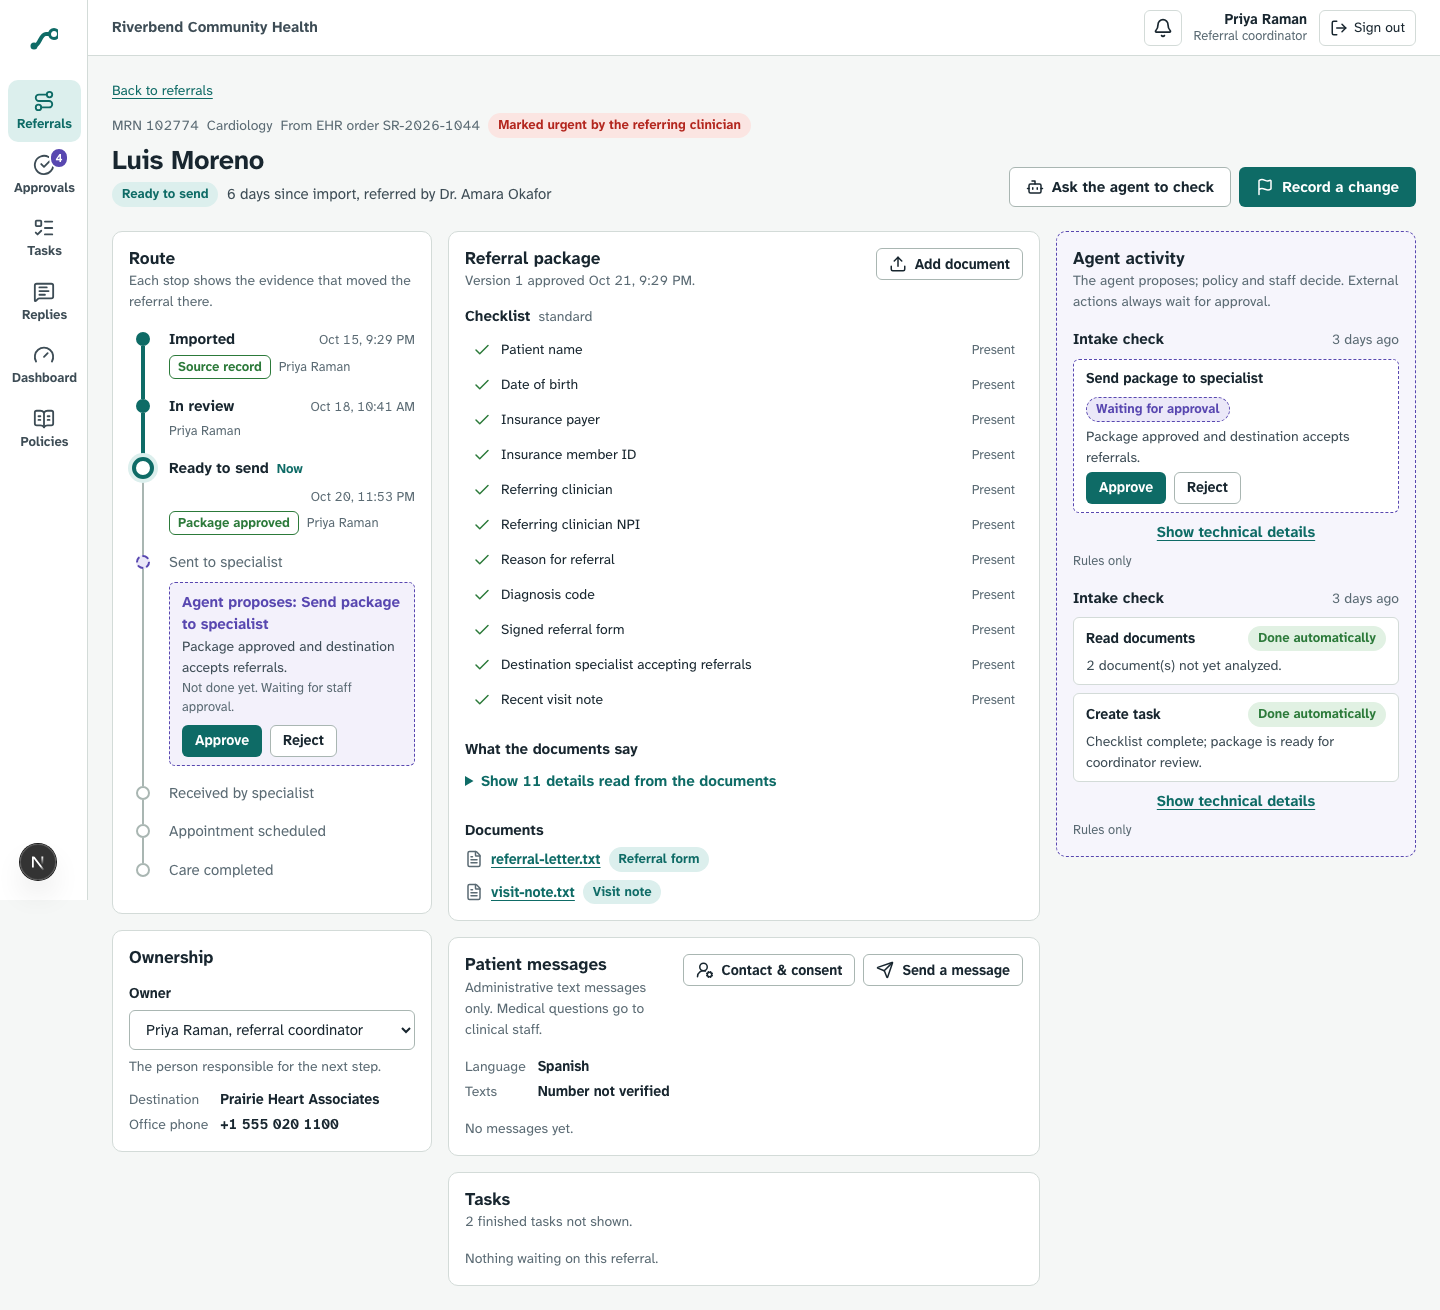 Riverbend Community Health
Priya Raman
Referral coordinator
Sign out
Referrals
4
Approvals
Tasks
Replies
Dashboard
Policies
N
Back to referrals
MRN 102774 Cardiology From EHR order SR-2026-1044 Marked urgent by the referring clinician
Luis Moreno
Ready to send 6 days since import, referred by Dr. Amara Okafor
Ask the agent to check
Record a change
Route
Each stop shows the evidence that moved the
referral there.
Imported Oct 15, 9:29 PM
Source record Priya Raman
In review Oct 18, 10:41 AM
Priya Raman
Ready to send Now
Oct 20, 11:53 PM
Package approved Priya Raman
Sent to specialist
Agent proposes: Send package
to specialist
Package approved and destination
accepts referrals.
Not done yet. Waiting for staff
approval.
Approve Reject
Received by specialist
Appointment scheduled
Care completed
Ownership
Owner
Priya Raman, referral coordinator
The person responsible for the next step.
Destination Prairie Heart Associates
Office phone +1 555 020 1100
Referral package
Version 1 approved Oct 21, 9:29 PM.
Add document
Checklist standard
Patient name Present
Date of birth Present
Insurance payer Present
Insurance member ID Present
Referring clinician Present
Referring clinician NPI Present
Reason for referral Present
Diagnosis code Present
Signed referral form Present
Destination specialist accepting referrals Present
Recent visit note Present
What the documents say
Show 11 details read from the documents
Documents
referral-letter.txt Referral form
visit-note.txt Visit note
Patient messages
Administrative text messages
only. Medical questions go to
clinical staff.
Contact & consent
Send a message
Language Spanish
Texts Number not verified
No messages yet.
Tasks
2 finished tasks not shown.
Nothing waiting on this referral.
Agent activity
The agent proposes; policy and staff decide. External
actions always wait for approval.
Intake check 3 days ago
Send package to specialist
Waiting for approval
Package approved and destination accepts
referrals.
Approve Reject
Show technical details
Rules only
Intake check 3 days ago
Read documents Done automatically
2 document(s) not yet analyzed.
Create task Done automatically
Checklist complete; package is ready for
coordinator review.
Show technical details
Rules only